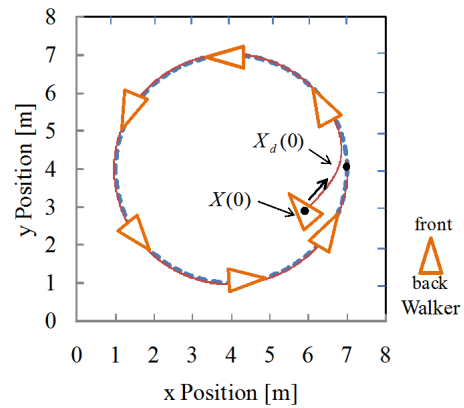 y Position [m]
8
7
6
5
4
3
2
1
0
X_d(0)
X(0)
front
back
Walker
0 1 2 3 4 5 6 7 8
x Position [m]